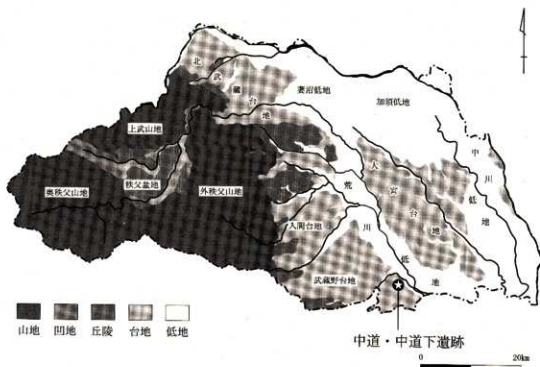 北武蔵台地
妻沼低地
加須低地
上武山地
中川低地
秩父盆地
大宮台地
奥秩父山地
外秩父山地
荒川低地
入間台地
武蔵野台地
山地
凹地
丘陵
台地
低地
中道・中道下遺跡
0 20km